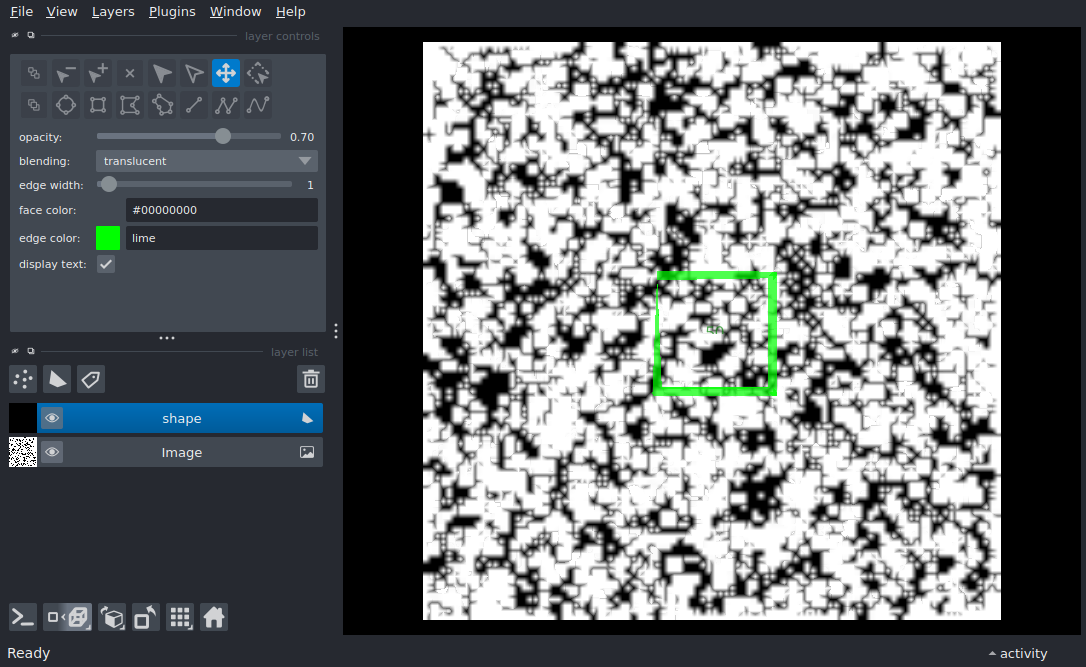 File View Layers Plugins Window Help
layer controls
opacity: 0.70
blending: translucent
edge width: 1
face color: #00000000
edge color: lime
display text:
layer list
shape
Image
Ready
activity